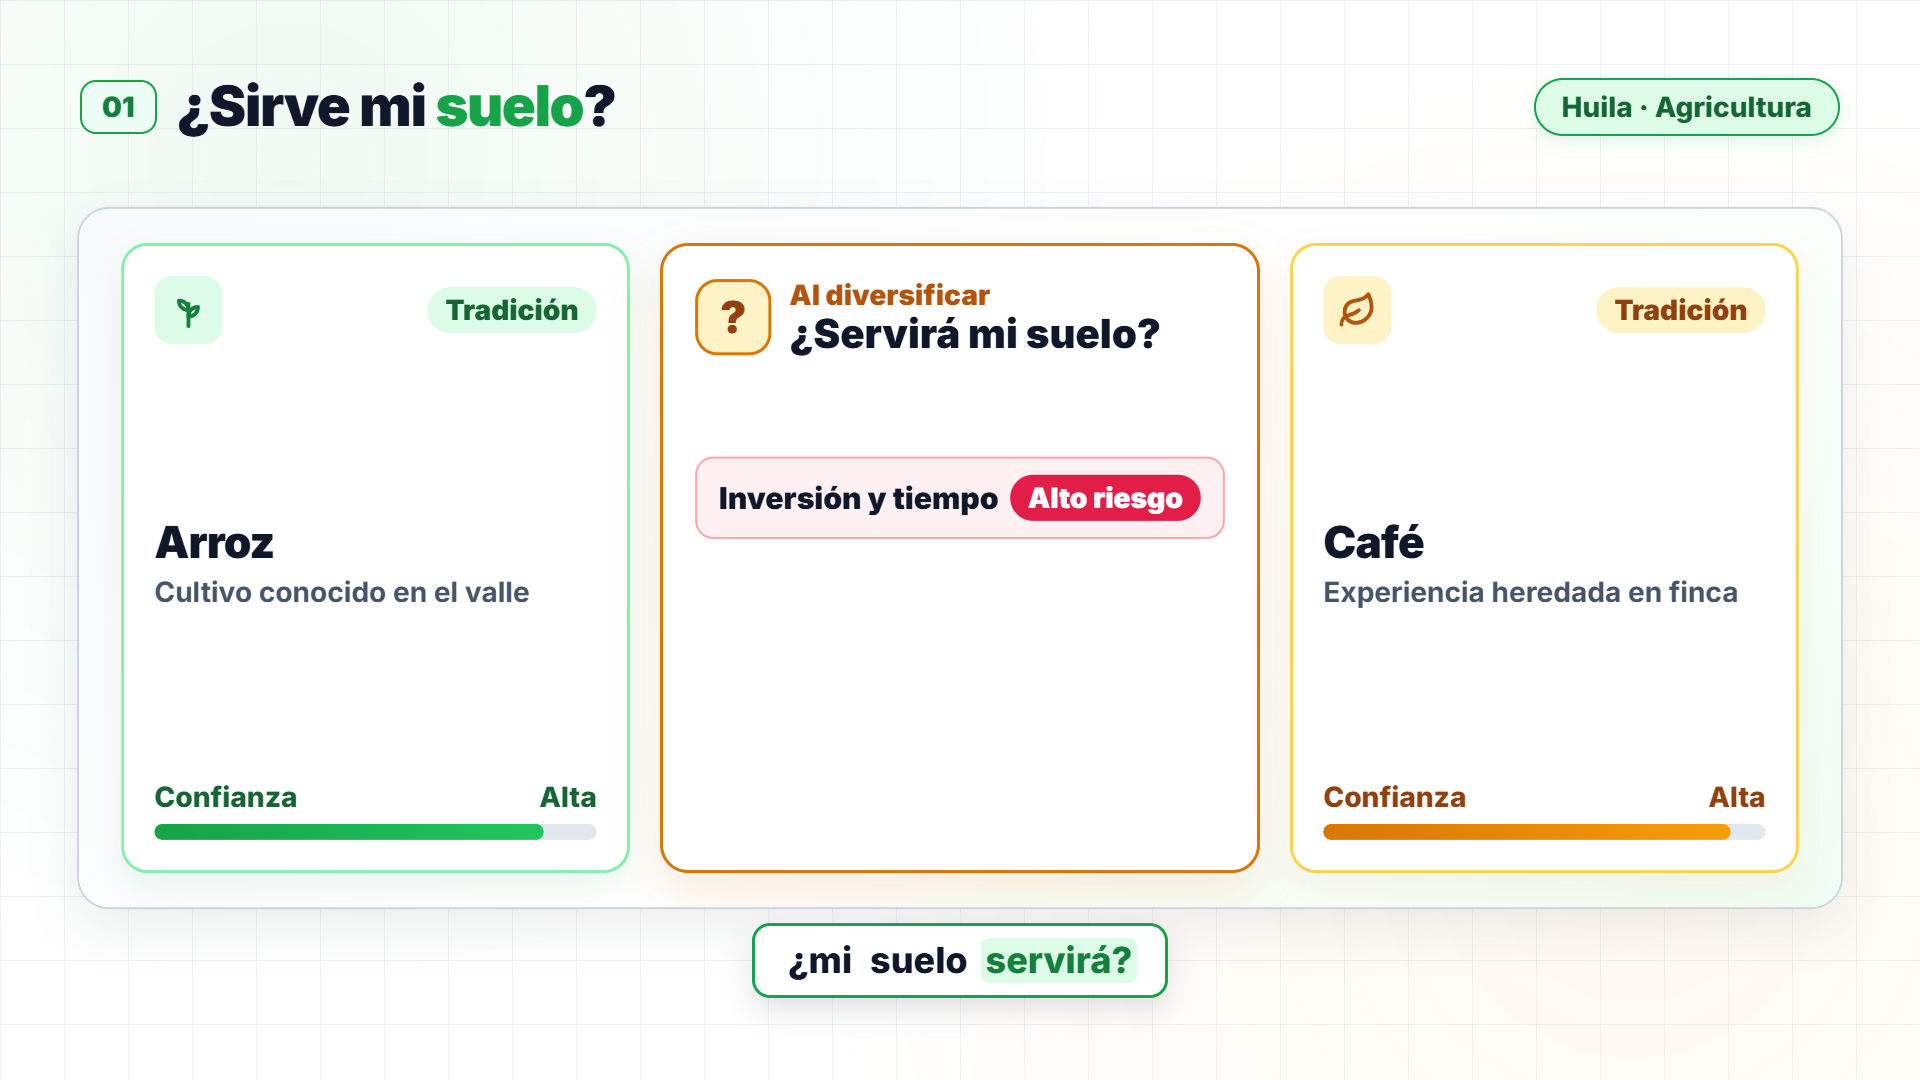 01
¿Sirve mi suelo?
Huila · Agricultura
Tradición
Arroz
Cultivo conocido en el valle
Confianza Alta
?
Al diversificar
¿Servirá mi suelo?
Inversión y tiempo Alto riesgo
Tradición
Café
Experiencia heredada en finca
Confianza Alta
¿mi suelo servirá?